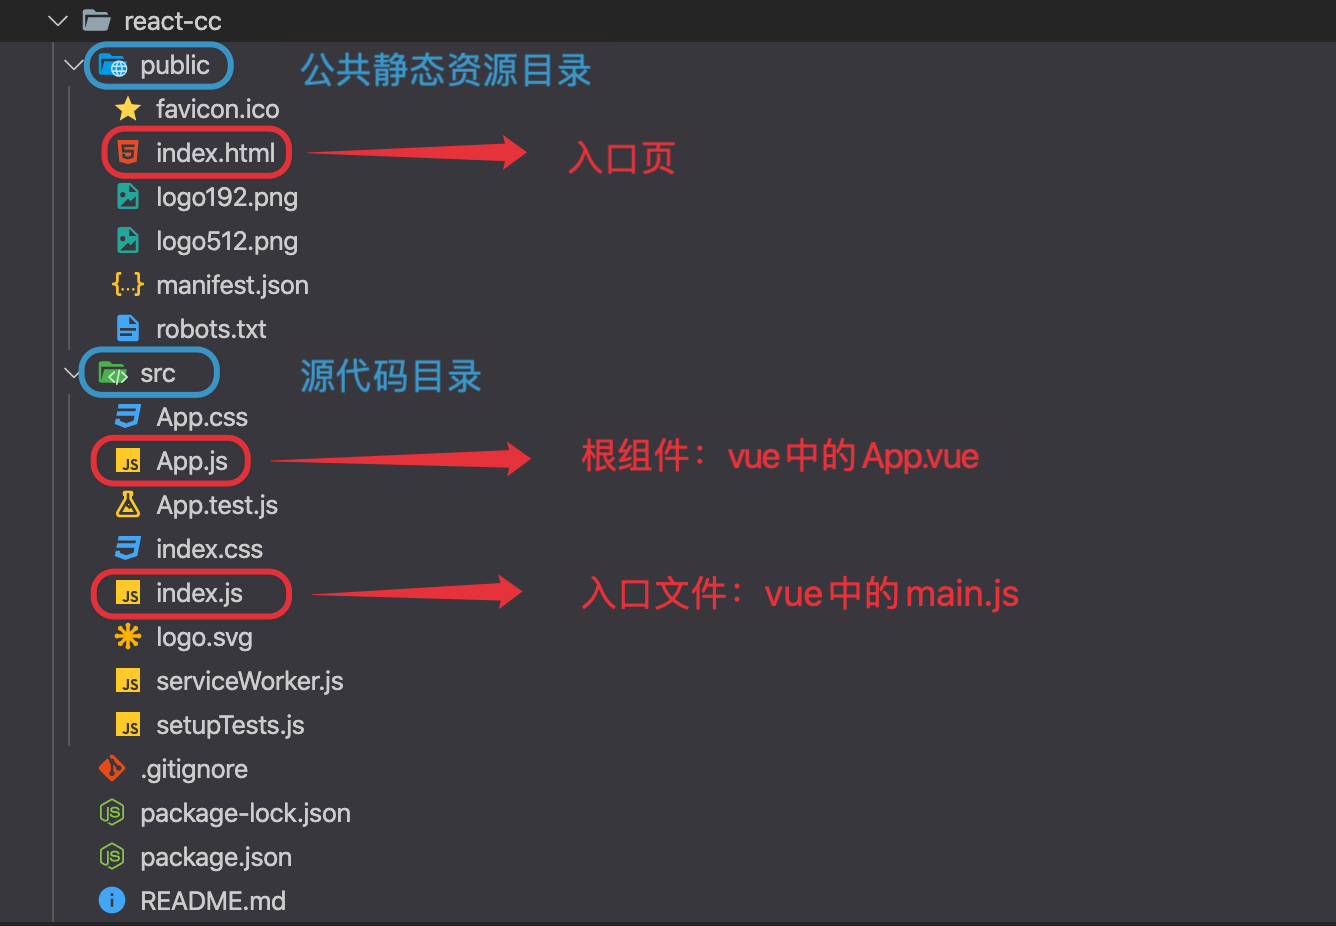 react-cc
public 公共静态资源目录
favicon.ico
index.html 入口页
logo192.png
logo512.png
manifest.json
robots.txt
src 源代码目录
App.css
App.js 根组件：vue中的App.vue
App.test.js
index.css
index.js 入口文件：vue中的main.js
logo.svg
serviceWorker.js
setupTests.js
.gitignore
package-lock.json
package.json
README.md